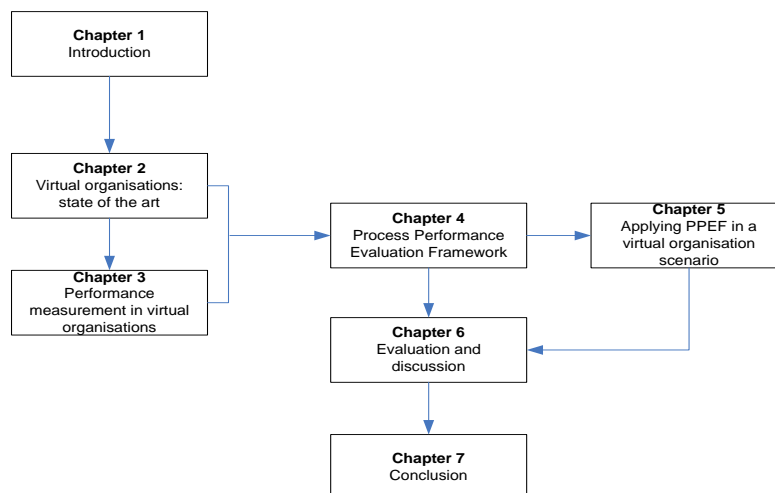 Chapter 1
Introduction
Chapter 2
Virtual organisations:
state of the art
Chapter 3
Performance
measurement in virtual
organisations
Chapter 4
Process Performance
Evaluation Framework
Chapter 5
Applying PPEF in a
virtual organisation
scenario
Chapter 6
Evaluation and
discussion
Chapter 7
Conclusion